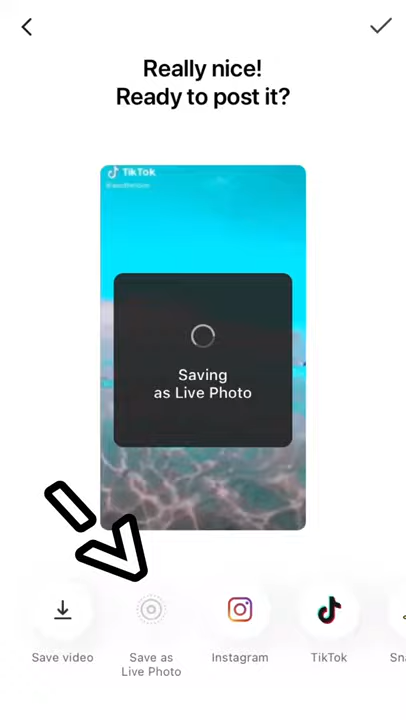 Really nice!
Ready to post it?
TikTok
Saving
as Live Photo
Save video
Save as
Live Photo
Instagram
TikTok